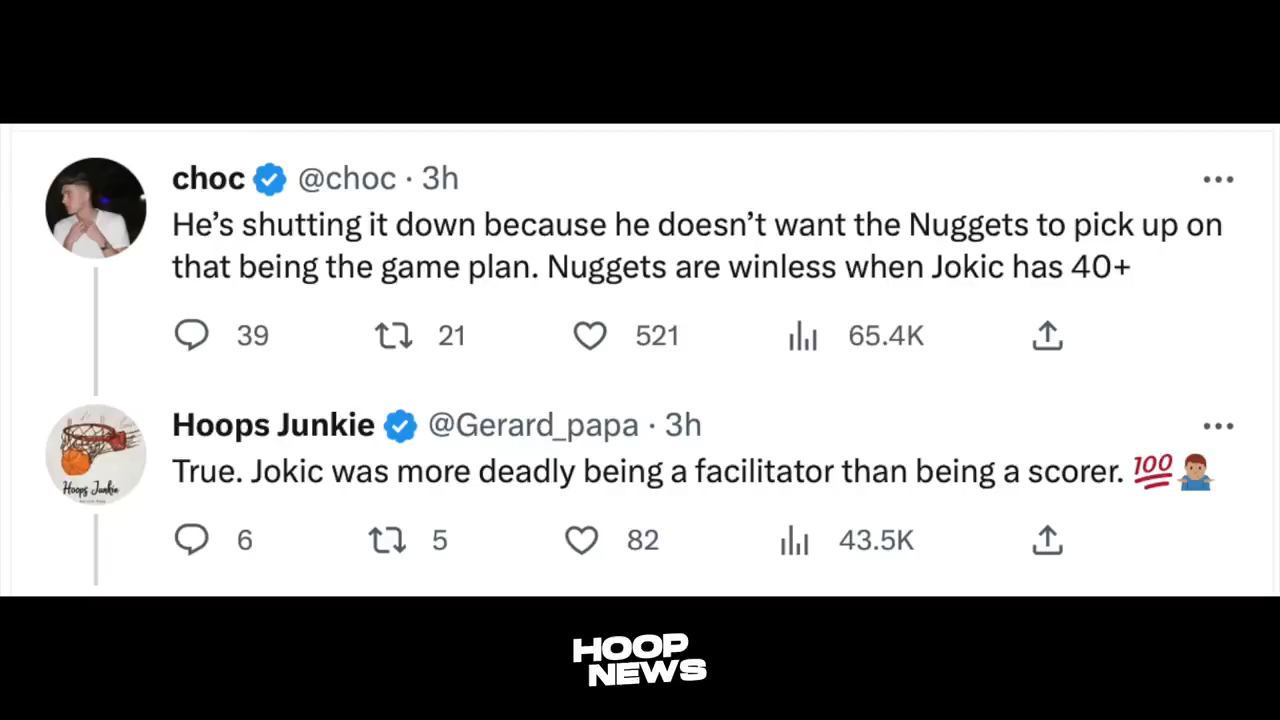 choc @choc · 3h
He’s shutting it down because he doesn’t want the Nuggets to pick up on
that being the game plan. Nuggets are winless when Jokic has 40+
39 21 521 65.4K
Hoops Junkie @Gerard_papa · 3h
Hoops Junkie
True. Jokic was more deadly being a facilitator than being a scorer. 💯🤷🏽‍♂️
6 5 82 43.5K
HOOP
NEWS